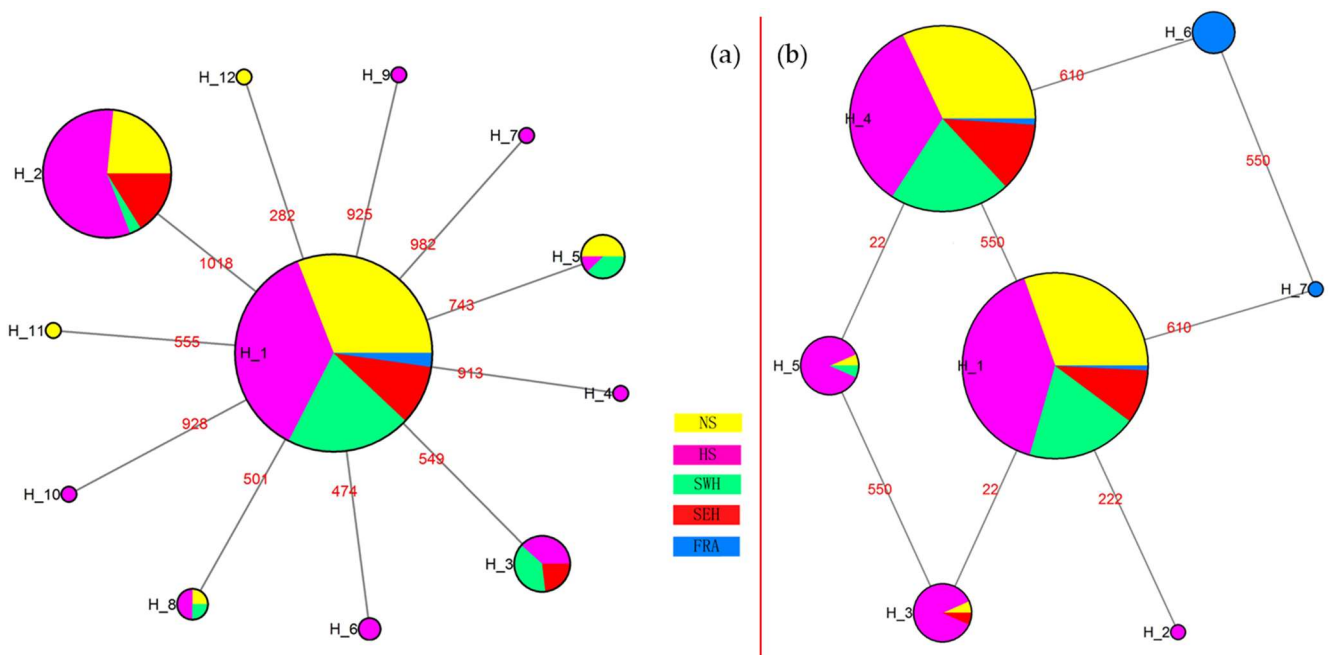 (a)
H_12
H_9
H_7
H_2
282
925
982
1018
H_5
743
H_11
555
H_1
913
H_4
928
549
H_10
501
474
H_3
H_8
H_6
NS
HS
SWH
SEH
FRA
(b)
H_6
610
H_4
550
22
550
H_7
610
H_5
H_1
550
22
222
H_3
H_2